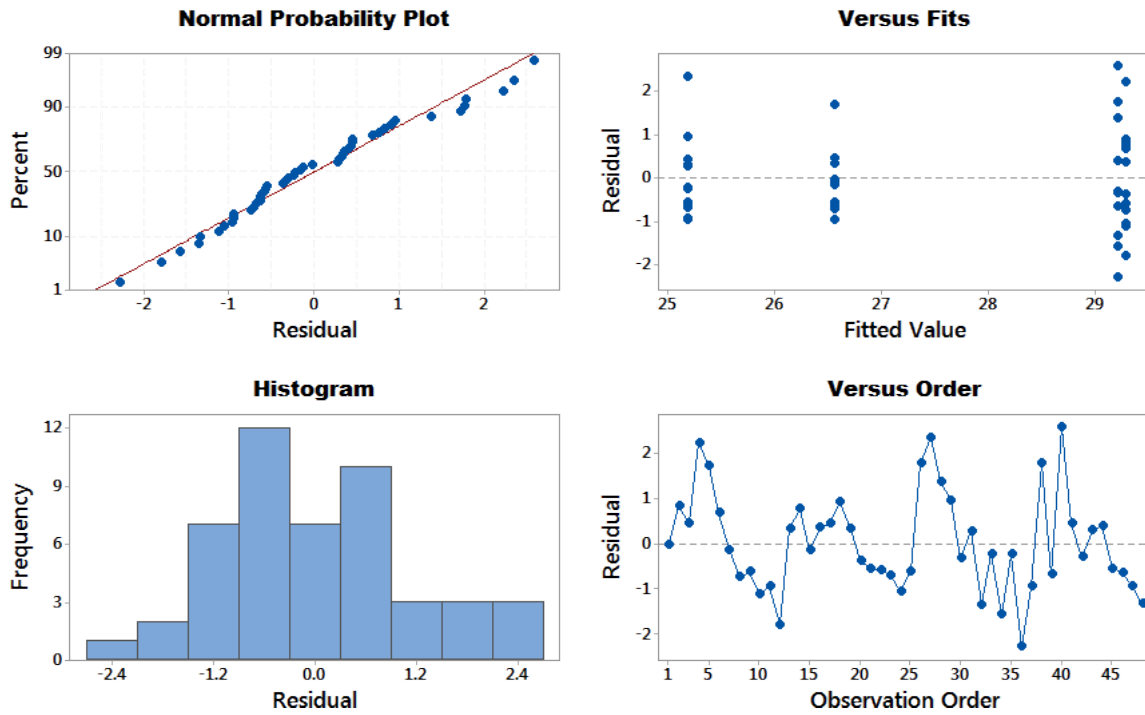 Normal Probability Plot
99
90
50
10
1
Percent
-2 -1 0 1 2
Residual
Versus Fits
2
1
0
-1
-2
Residual
25 26 27 28 29
Fitted Value
Histogram
12
9
6
3
0
Frequency
-2.4 -1.2 0.0 1.2 2.4
Residual
Versus Order
2
1
0
-1
-2
Residual
1 5 10 15 20 25 30 35 40 45
Observation Order